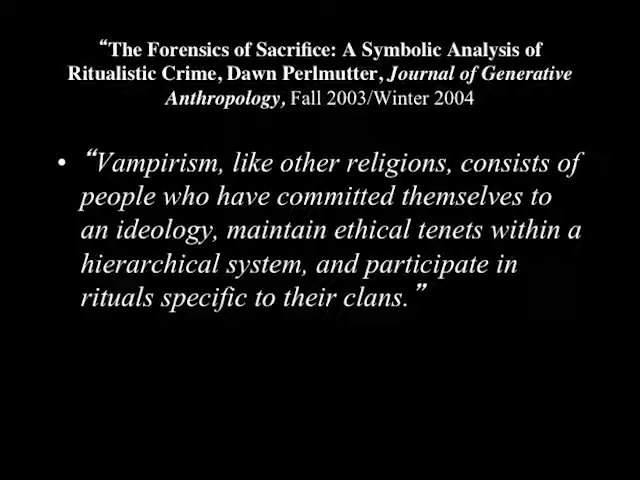 “The Forensics of Sacrifice: A Symbolic Analysis of
Ritualistic Crime, Dawn Perlmutter, Journal of Generative
Anthropology, Fall 2003/Winter 2004
• “Vampirism, like other religions, consists of
people who have committed themselves to
an ideology, maintain ethical tenets within a
hierarchical system, and participate in
rituals specific to their clans.”